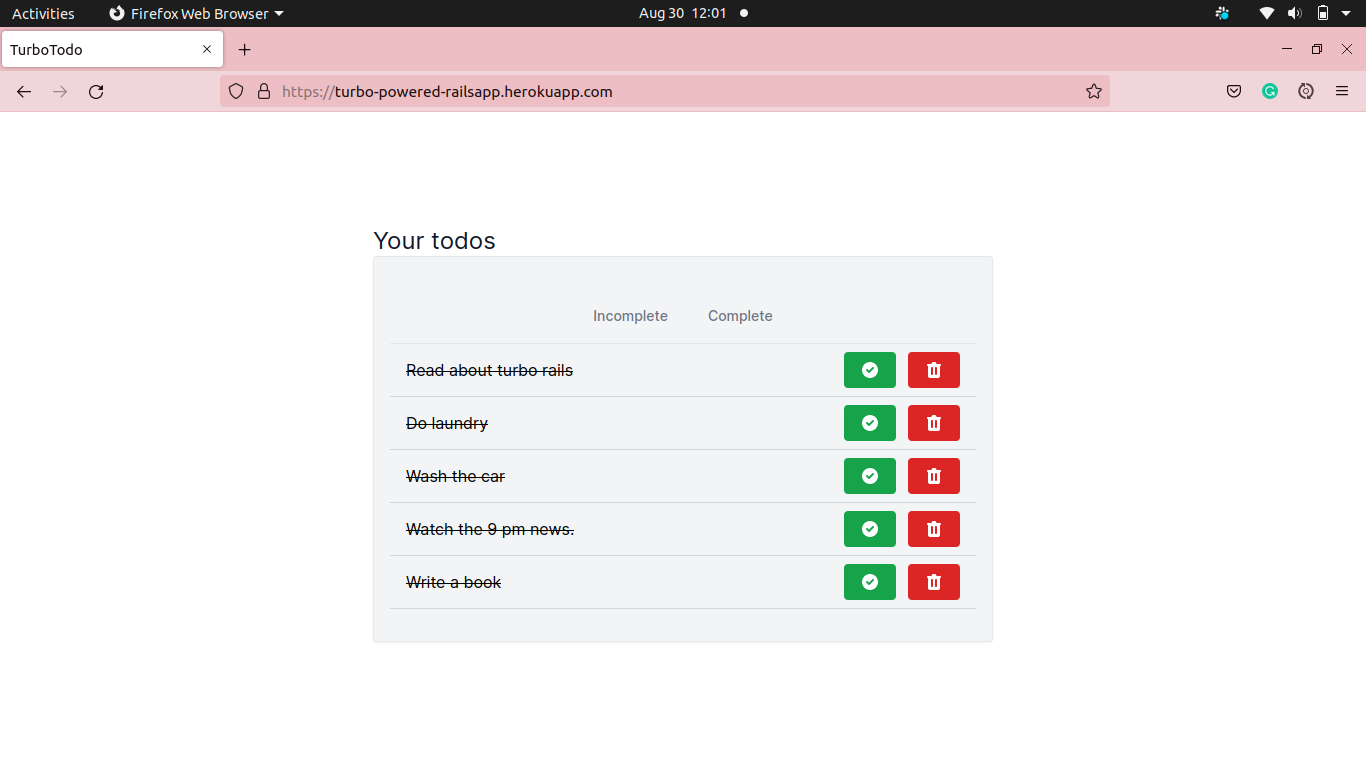 Activities Firefox Web Browser Aug 30 12:01
TurboTodo
https://turbo-powered-railsapp.herokuapp.com
Your todos
Incomplete Complete
Read about turbo rails
Do laundry
Wash the car
Watch the 9 pm news.
Write a book